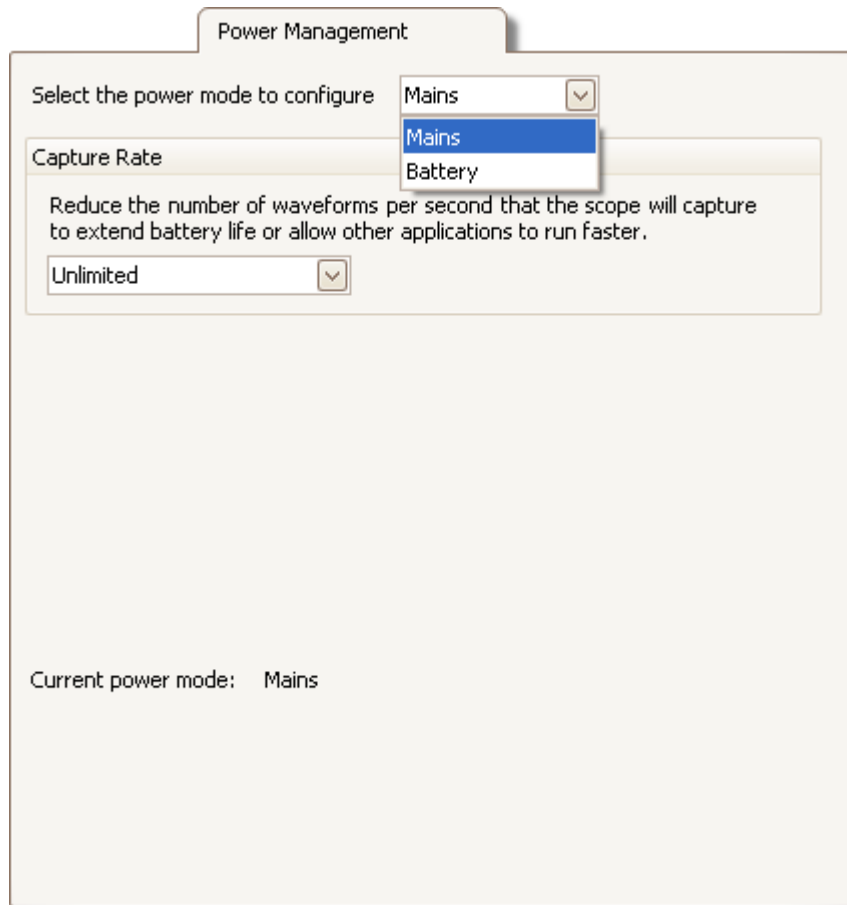 Power Management
Select the power mode to configure Mains
Mains
Battery
Capture Rate
Reduce the number of waveforms per second that the scope will capture
to extend battery life or allow other applications to run faster.
Unlimited
Current power mode: Mains